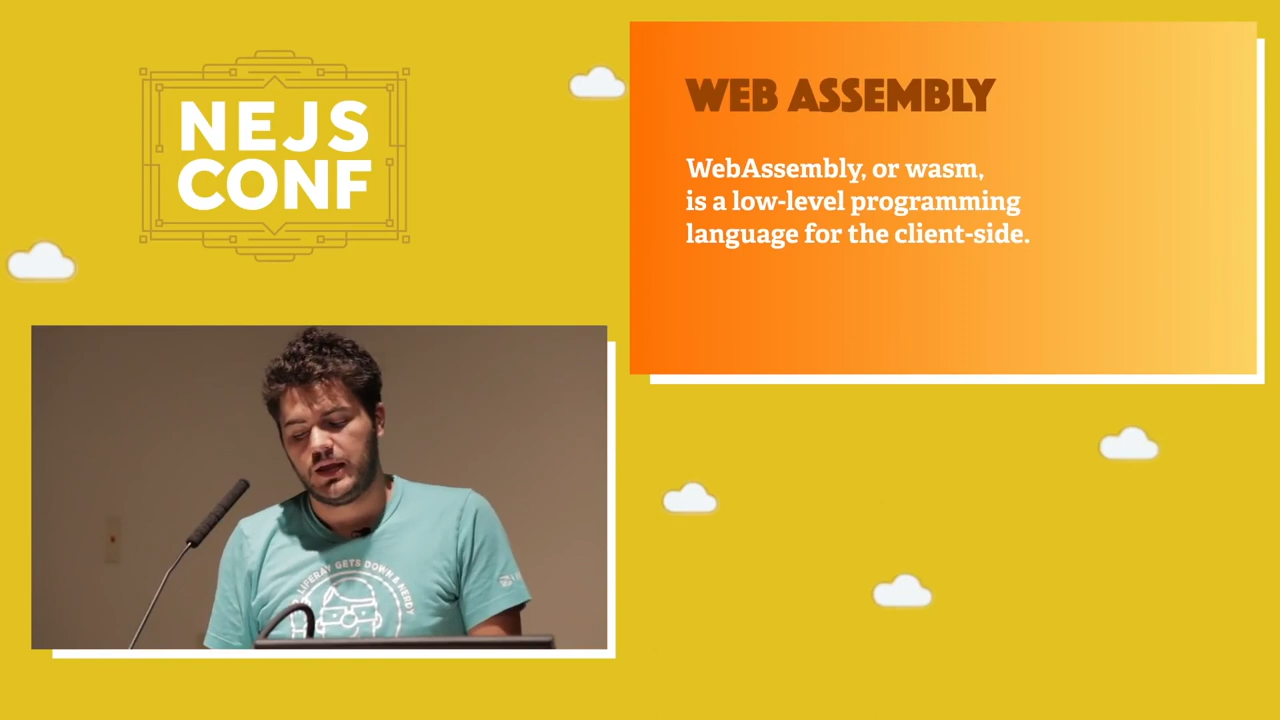 NEJS
CONF
WEB ASSEMBLY
WebAssembly, or wasm,
is a low-level programming
language for the client-side.
LIFERAY GETS DOWN & NERDY